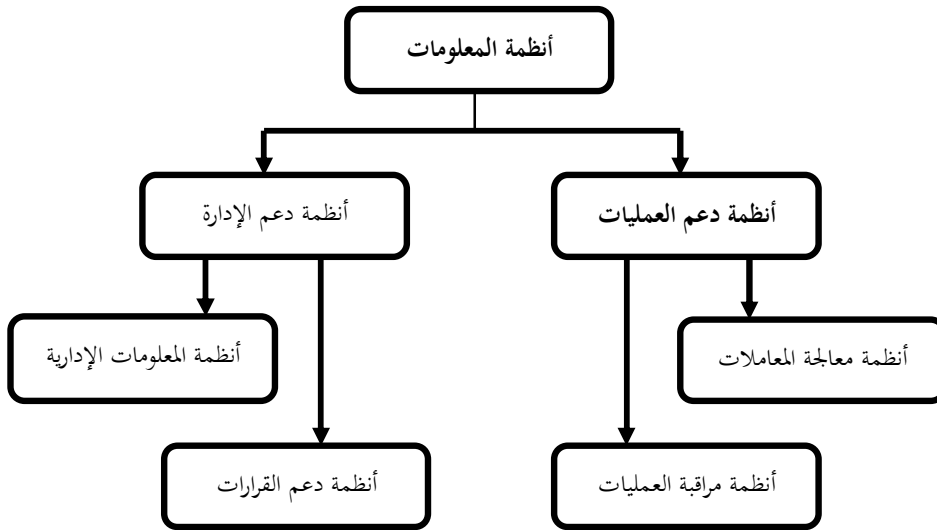 أنظمة المعلومات
أنظمة دعم العمليات
أنظمة دعم الإدارة
أنظمة معالجة المعاملات
أنظمة المعلومات الإدارية
أنظمة مراقبة العمليات
أنظمة دعم القرارات